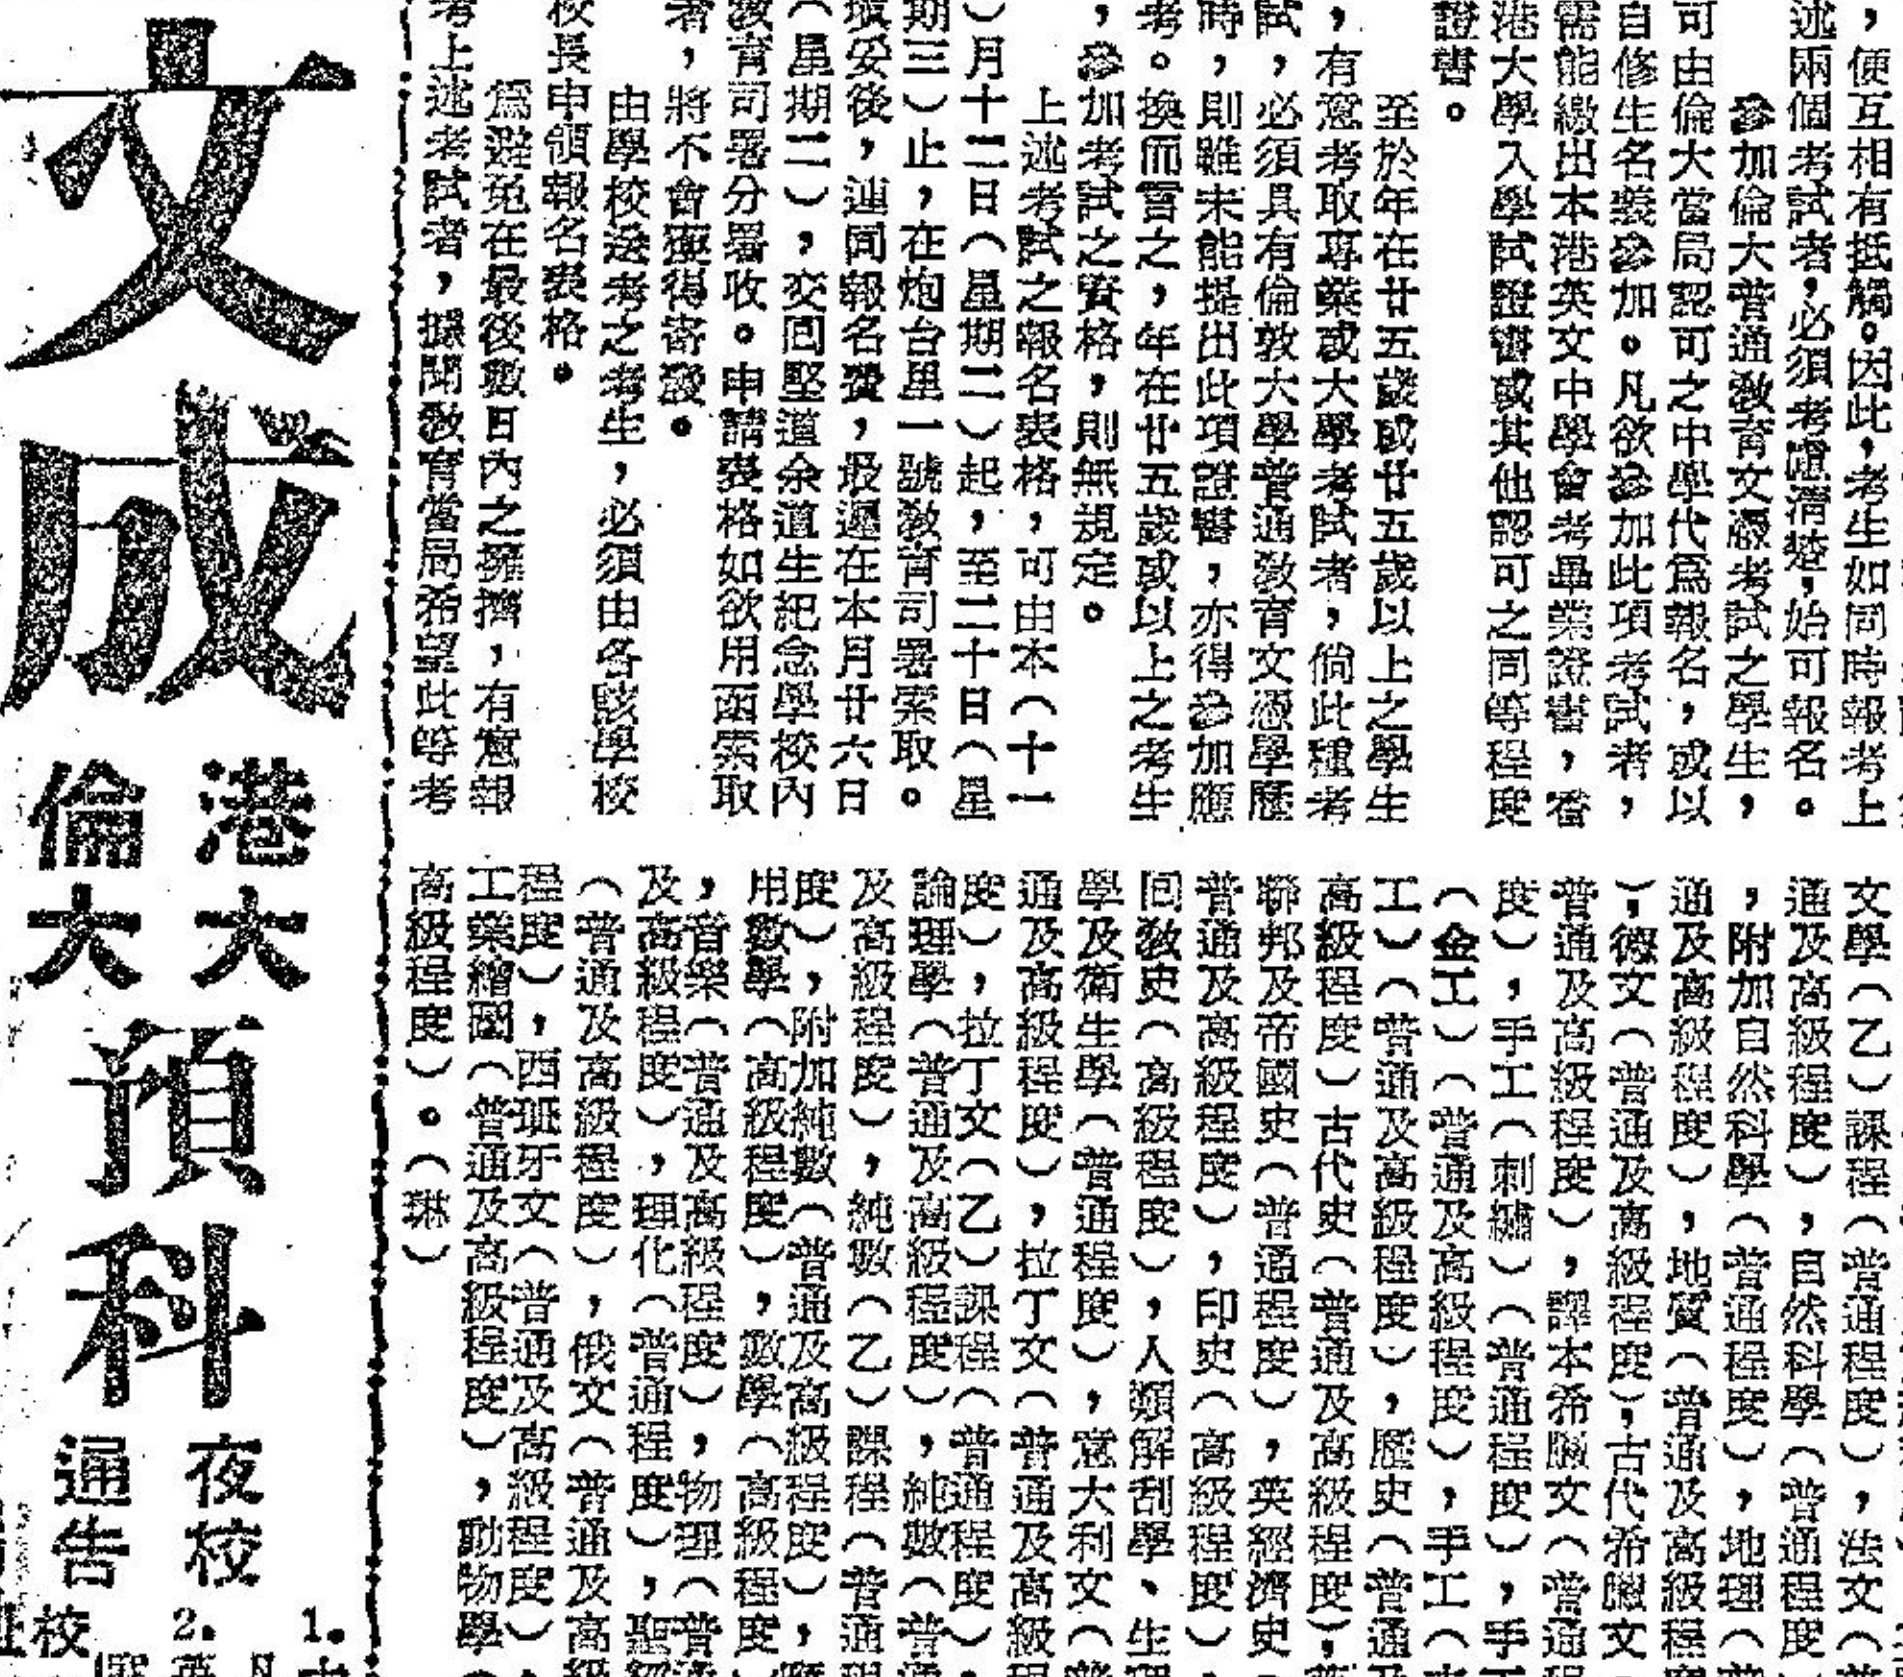 ，便互相有抵觸。因此，考生如同時報考上
述兩個考試者，必須考慮清楚，始可報名。
參加倫大普通敎育文憑考試之學生，
可由倫大當局認可之中學代爲報名，或以
自修生名義參加。凡欲參加此項考試者，
需能繳出本港英文中學會考畢業證書，香
港大學入學試證書或其他認可之同等程度
證書。
至於年在廿五歲或廿五歲以上之學生
，有意考取專業或大學考試者，倘此種考
試，必須具有倫敦大學普通敎育文憑學歷
時，則雖未能提出此項證書，亦得參加應
考。換而言之，年在廿五歲或以上之考生
，參加考試之資格，則無規定。
上述考試之報名表格，可由本（十一
）月十二日（星期二）起，至二十日（星
期三）止，在炮台里一號敎育司署索取。
填妥後，連同報名費，最遲在本月廿六日
（星期二），交回堅道余道生紀念學校內
敎育司署分署收。申請表格如欲用函索取
者，將不會獲得寄發。
由學校送考之考生，必須由各該學校
校長申領報名表格。
爲避免在最後數日內之擁擠，有意報
考上述考試者，據聞敎育當局希望此等考
文學（乙）課程（普通程度），法文（普
通及高級程度），自然科學（普通程度
，附加自然科學（普通程度），地理（普
通及高級程度），地質（普通及高級程度
），德文（普通及高級程度），古代希臘文，
普通及高級程度），譯本希臘文（普通程
度），手工（刺繡）（普通程度），手工
（金工）（普通及高級程度），手工（木
工）（普通及高級程度），歷史（普通及
高級程度）古代史（普通及高級程度），英
聯邦及帝國史（普通程度），英經濟史，
普通及高級程度），印史（高級程度），
回敎史（高級程度），人類解剖學、生理
學及衛生學（普通程度），意大利文（普
通及高級程度），拉丁文（普通及高級程
度），拉丁文（乙）課程（普通程度），
論理學（普通及高級程度），純數（普通
及高級程度），純數（乙）課程（普通程
度），附加純數（普通及高級程度），應
用數學（高級程度），數學（高級程度）
，音樂（普通及高級程度），物理（普通
及高級程度），理化（普通程度），聖經
（普通及高級程度），俄文（普通及高級
程度），西班牙文（普通及高級程度），
工業繪圖（普通及高級程度），動物學（
高級程度）。（琳）
文成
港大
倫大
預科
夜校
通告
1.
2.
校